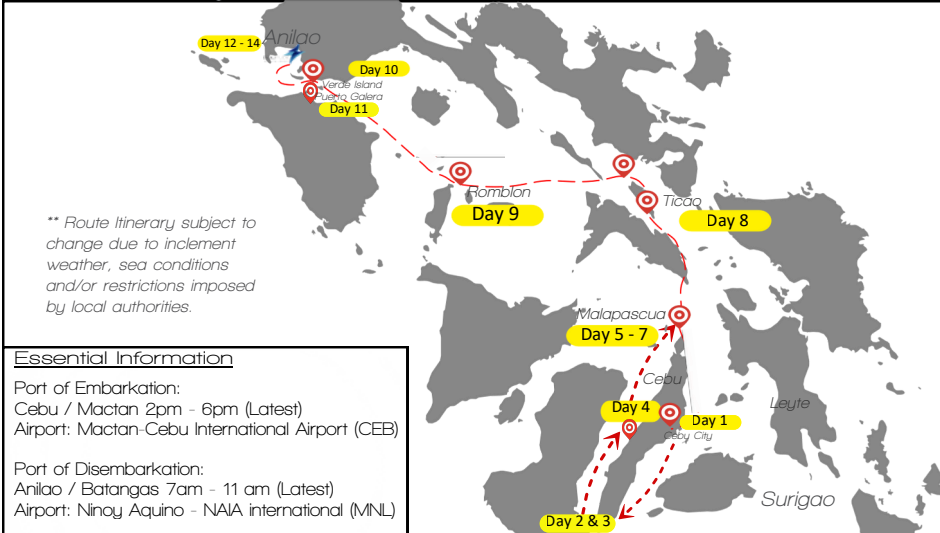 Anilao
Day 12 - 14
Day 10
Verde Island
Puerto Galera
Day 11
Romblon
Day 9
Ticao
Day 8
** Route Itinerary subject to
change due to inclement
weather, sea conditions
and/or restrictions imposed
by local authorities.
Malapascua
Day 5 - 7
Cebu
Leyte
Day 4
Day 1
Ceby City
Surigao
Day 2 & 3
Essential Information
Port of Embarkation:
Cebu / Mactan 2pm - 6pm (Latest)
Airport: Mactan-Cebu International Airport (CEB)
Port of Disembarkation:
Anilao / Batangas 7am - 11 am (Latest)
Airport: Ninoy Aquino - NAIA international (MNL)